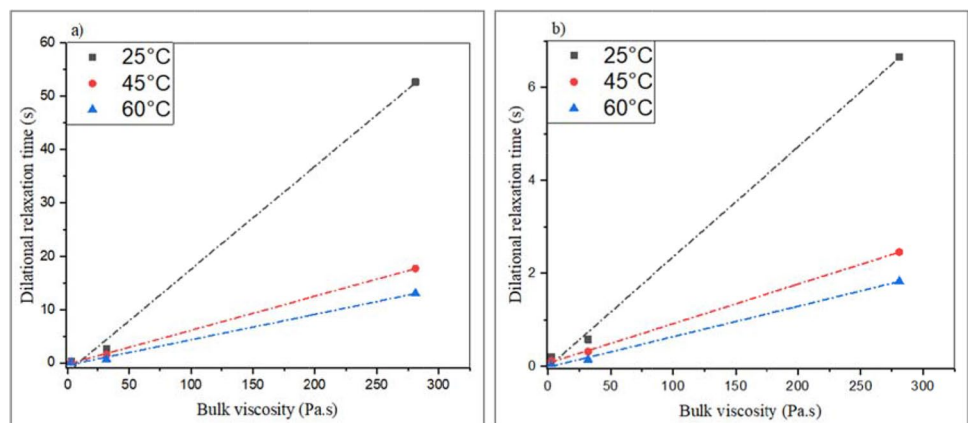 a)
60
50
40
30
20
10
0
Dilational relaxation time (s)
25°C
45°C
60°C
0
50
100
150
200
250
300
Bulk viscosity (Pa.s)
b)
6
4
2
0
Dilational relaxation time (s)
25°C
45°C
60°C
0
50
100
150
200
250
300
Bulk viscosity (Pa.s)